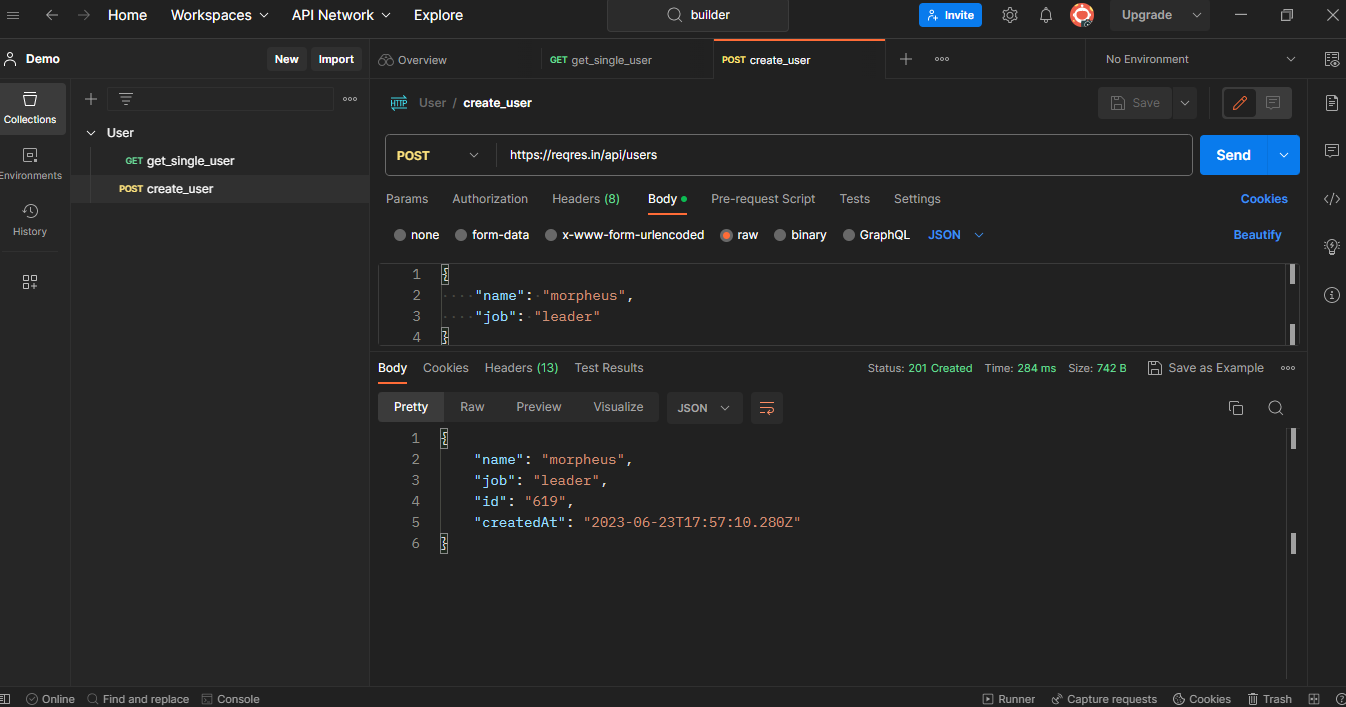 Home Workspaces API Network Explore builder Invite Upgrade
Demo New Import Overview GET get_single_user POST create_user No Environment
HTTP User / create_user Save
Collections
User
POST https://reqres.in/api/users Send
GET get_single_user
Environments
POST create_user
Params Authorization Headers (8) Body Pre-request Script Tests Settings Cookies
History
none form-data x-www-form-urlencoded raw binary GraphQL JSON Beautify
1 {
2 "name": "morpheus",
3 "job": "leader"
4 }
Body Cookies Headers (13) Test Results Status: 201 Created Time: 284 ms Size: 742 B Save as Example
Pretty Raw Preview Visualize JSON
1 {
2 "name": "morpheus",
3 "job": "leader",
4 "id": "619",
5 "createdAt": "2023-06-23T17:57:10.280Z"
6 }
Online Find and replace Console Runner Capture requests Cookies Trash